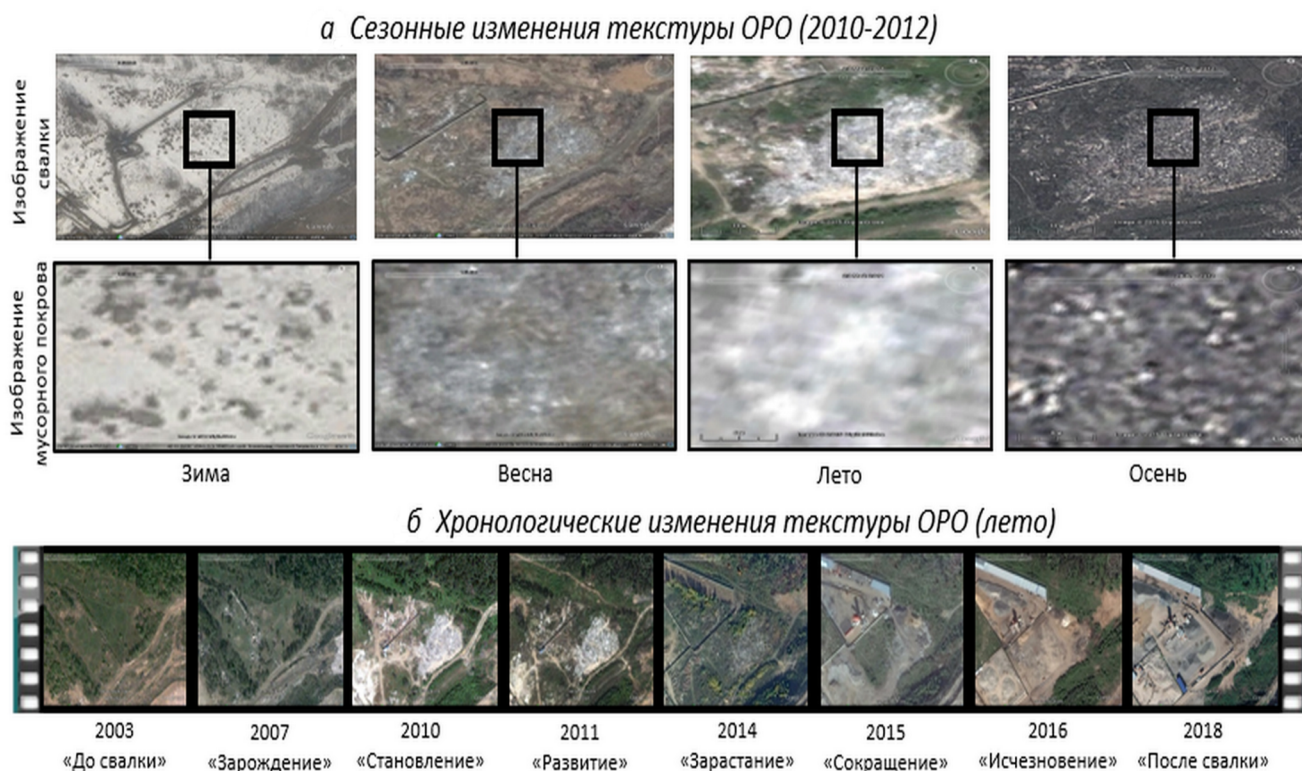 а Сезонные изменения текстуры ОРО (2010-2012)
Изображение
свалки
Изображение
мусорного покрова
Зима
Весна
Лето
Осень
б Хронологические изменения текстуры ОРО (лето)
2003
«До свалки»
2007
«Зарождение»
2010
«Становление»
2011
«Развитие»
2014
«Зарастание»
2015
«Сокращение»
2016
«Исчезновение»
2018
«После свалки»